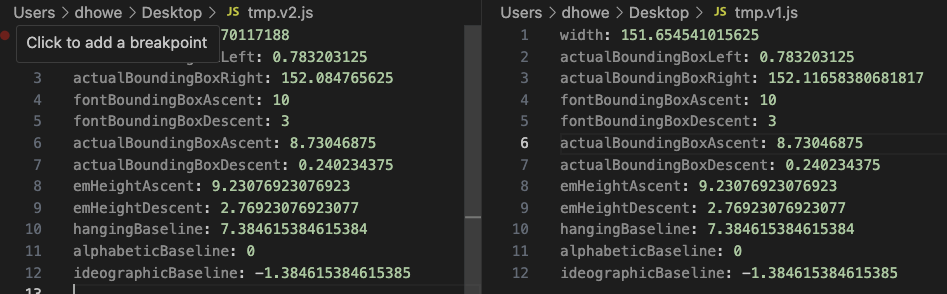 Users > dhowe > Desktop > JS tmp.v2.js
Click to add a breakpoint
70117188
Left: 0.783203125
3 actualBoundingBoxRight: 152.084765625
4 fontBoundingBoxAscent: 10
5 fontBoundingBoxDescent: 3
6 actualBoundingBoxAscent: 8.73046875
7 actualBoundingBoxDescent: 0.240234375
8 emHeightAscent: 9.23076923076923
9 emHeightDescent: 2.76923076923077
10 hangingBaseline: 7.384615384615384
11 alphabeticBaseline: 0
12 ideographicBaseline: -1.384615384615385
13
Users > dhowe > Desktop > JS tmp.v1.js
1 width: 151.654541015625
2 actualBoundingBoxLeft: 0.783203125
3 actualBoundingBoxRight: 152.11658380681817
4 fontBoundingBoxAscent: 10
5 fontBoundingBoxDescent: 3
6 actualBoundingBoxAscent: 8.73046875
7 actualBoundingBoxDescent: 0.240234375
8 emHeightAscent: 9.23076923076923
9 emHeightDescent: 2.76923076923077
10 hangingBaseline: 7.384615384615384
11 alphabeticBaseline: 0
12 ideographicBaseline: -1.384615384615385